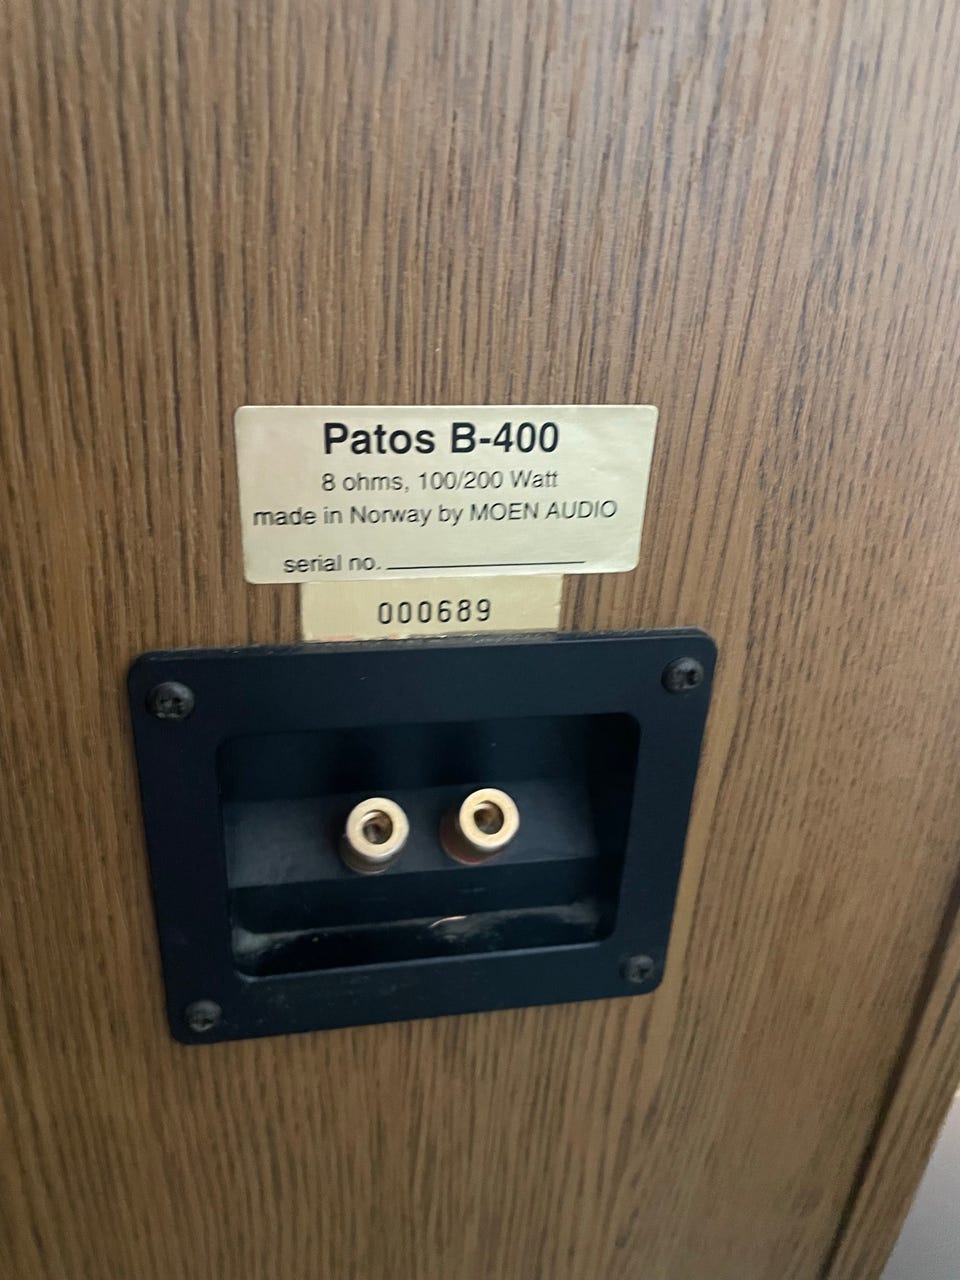 Patos B-400
8 ohms, 100/200 Watt
made in Norway by MOEN AUDIO
serial no.
000689